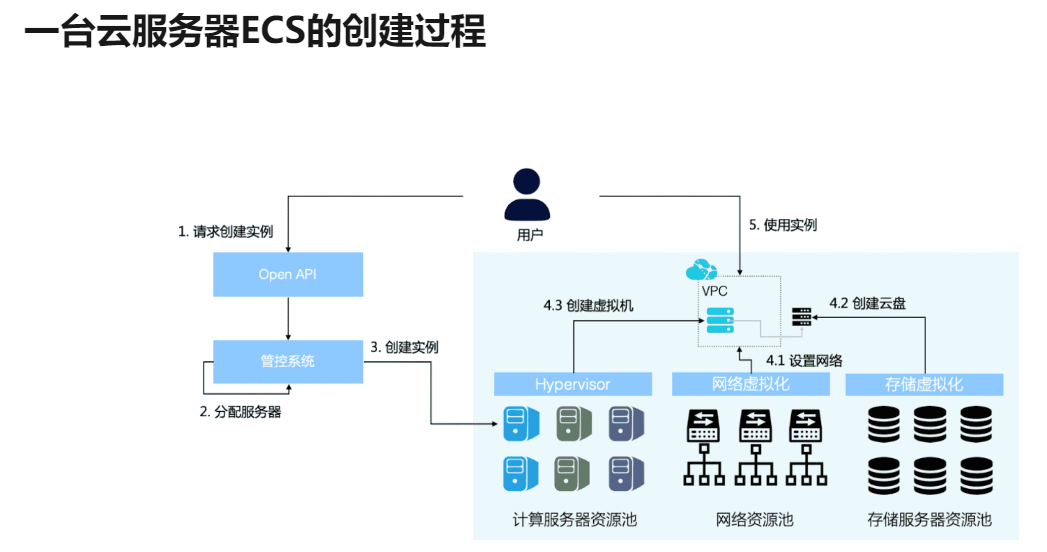 一台云服务器ECS的创建过程
用户
1. 请求创建实例
5. 使用实例
Open API
VPC
4.3 创建虚拟机
4.2 创建云盘
管控系统
3. 创建实例
4.1 设置网络
2. 分配服务器
Hypervisor
网络虚拟化
存储虚拟化
计算服务器资源池
网络资源池
存储服务器资源池